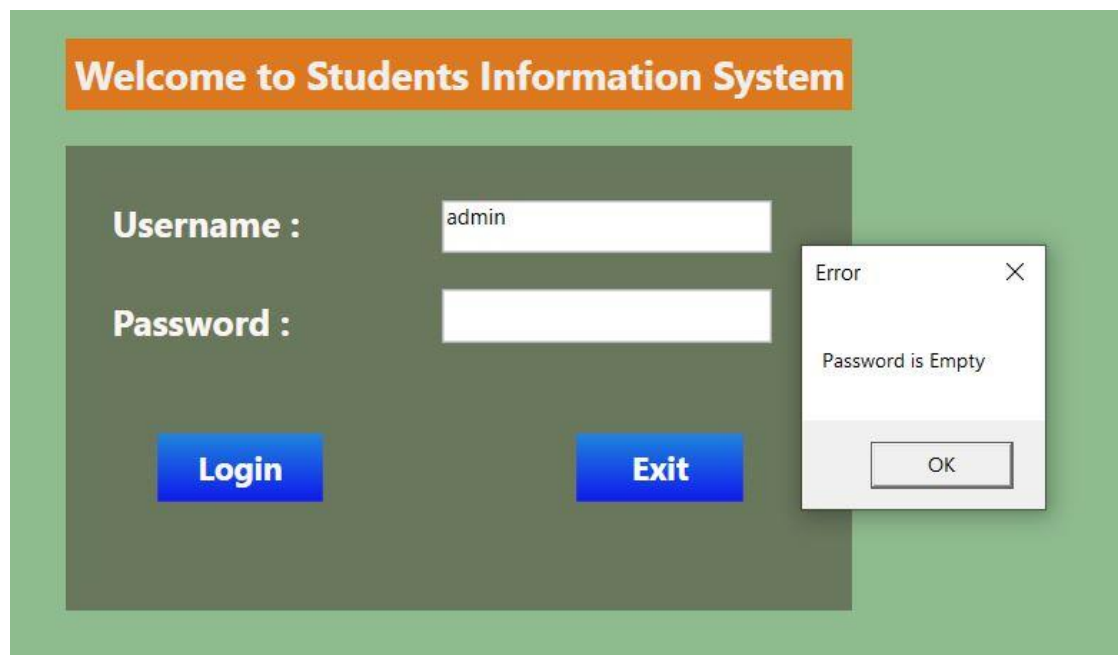 Welcome to Students Information System
Username :
admin
Password :
Login
Exit
Error
Password is Empty
OK